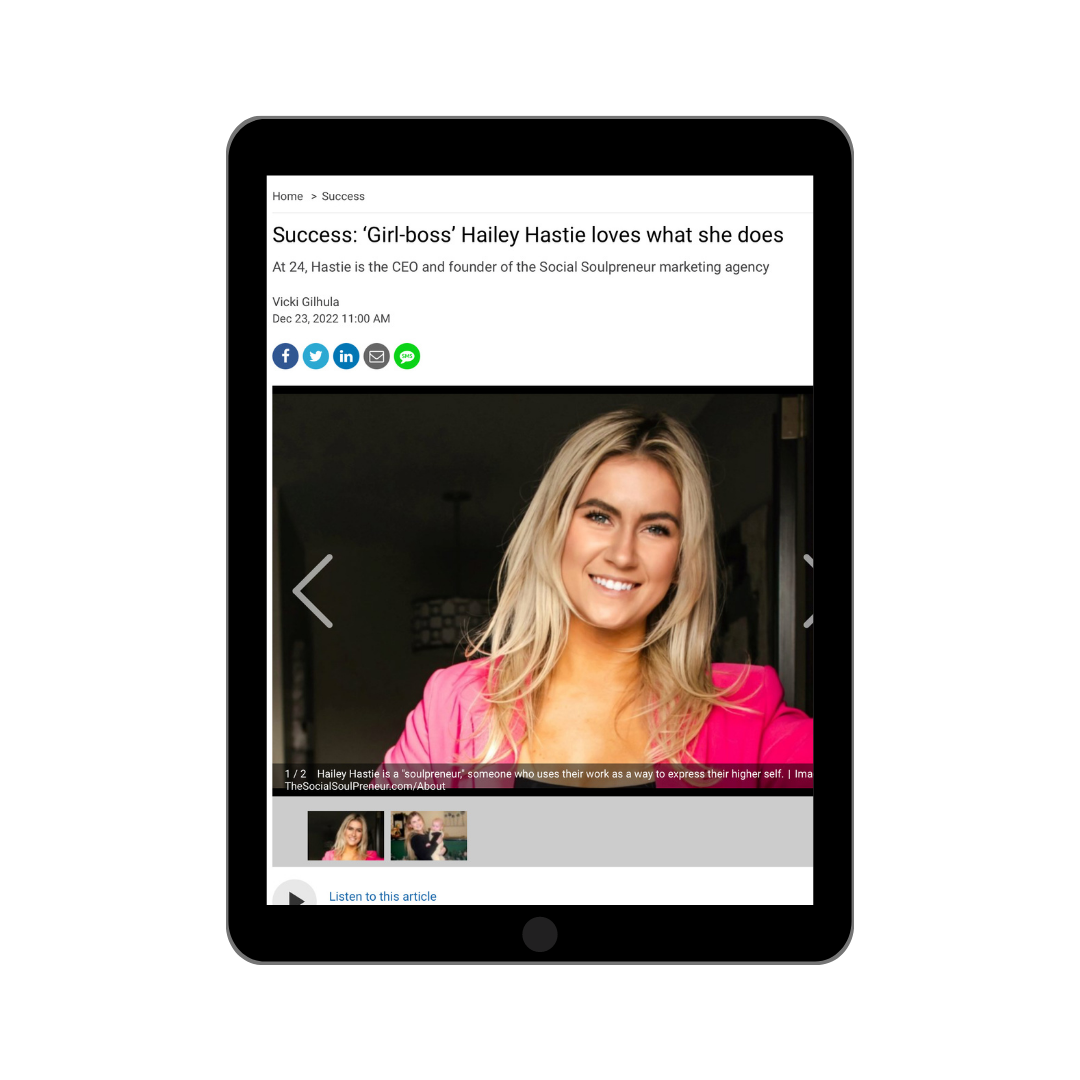 Home > Success
Success: ‘Girl-boss’ Hailey Hastie loves what she does
At 24, Hastie is the CEO and founder of the Social Soulpreneur marketing agency
Vicki Gilhula
Dec 23, 2022 11:00 AM
f in SMS
1 / 2 Hailey Hastie is a "soulpreneur," someone who uses their work as a way to express their higher self. | Ima
TheSocialSoulPreneur.com/About
Listen to this article